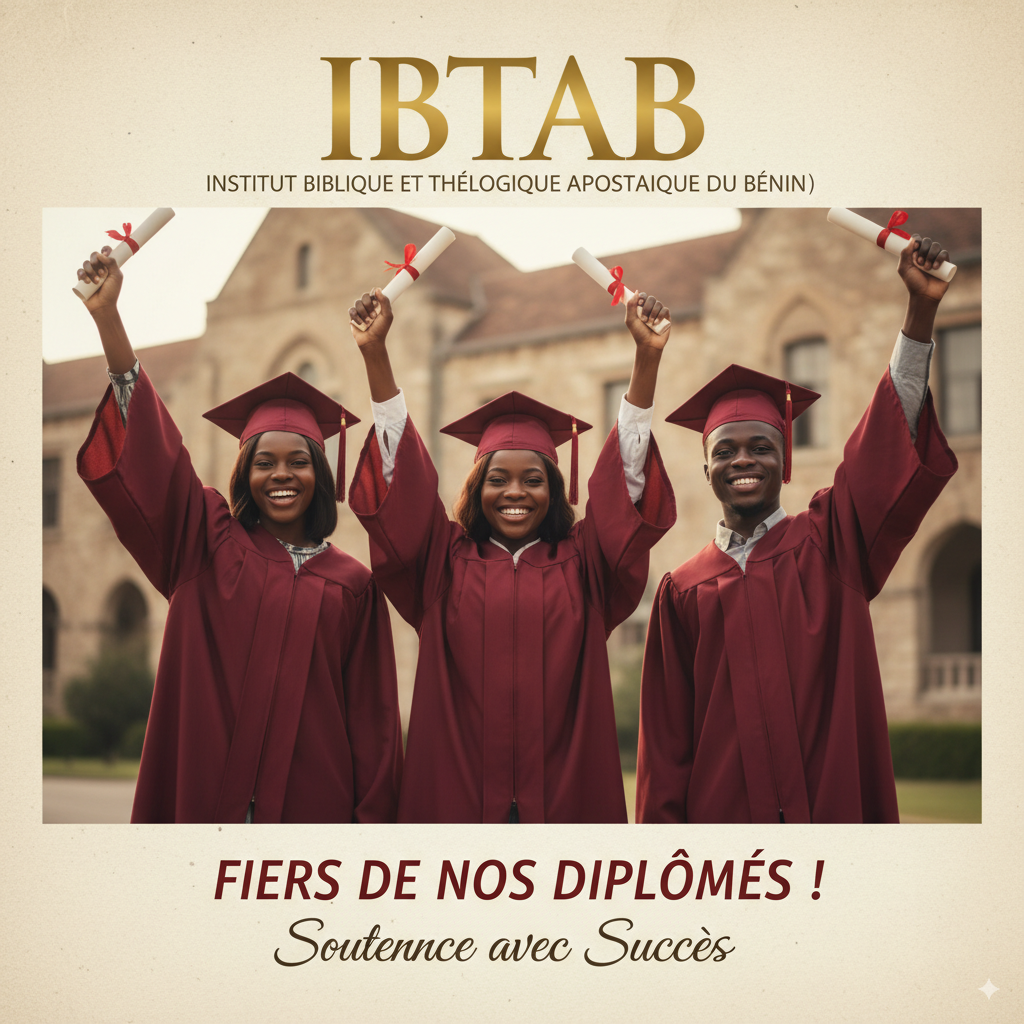 IBTAB
INSTITUT BIBLIQUE ET THÉLOGIQUE APOSTAIQUE DU BÉNIN)
FIERS DE NOS DIPLÔMÉS !
Soutennce avec Succès